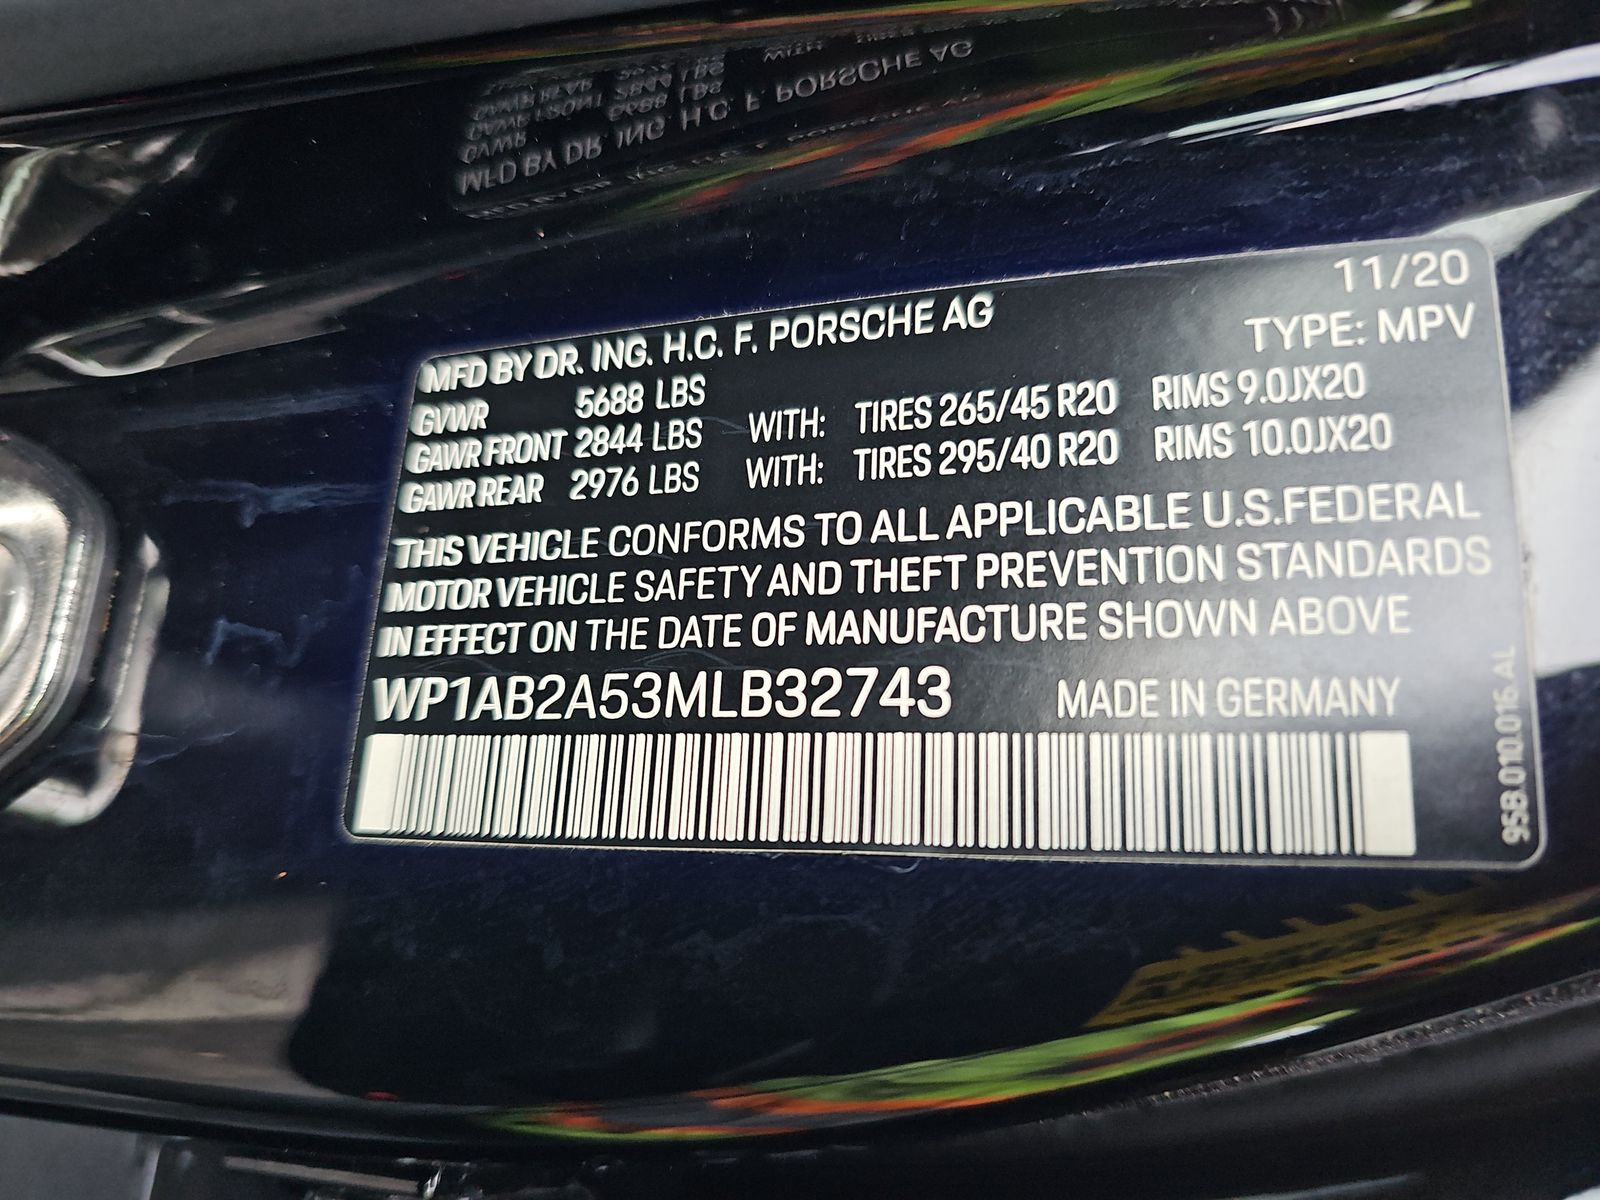 11/20
MFD BY DR. ING. H.C. F. PORSCHE AG TYPE: MPV
GVWR 5688 LBS
GAWR FRONT 2844 LBS WITH: TIRES 265/45 R20 RIMS 9.0JX20
GAWR REAR 2976 LBS WITH: TIRES 295/40 R20 RIMS 10.0JX20
THIS VEHICLE CONFORMS TO ALL APPLICABLE U.S.FEDERAL
MOTOR VEHICLE SAFETY AND THEFT PREVENTION STANDARDS
IN EFFECT ON THE DATE OF MANUFACTURE SHOWN ABOVE
WP1AB2A53MLB32743 MADE IN GERMANY
95B.010.016.AL